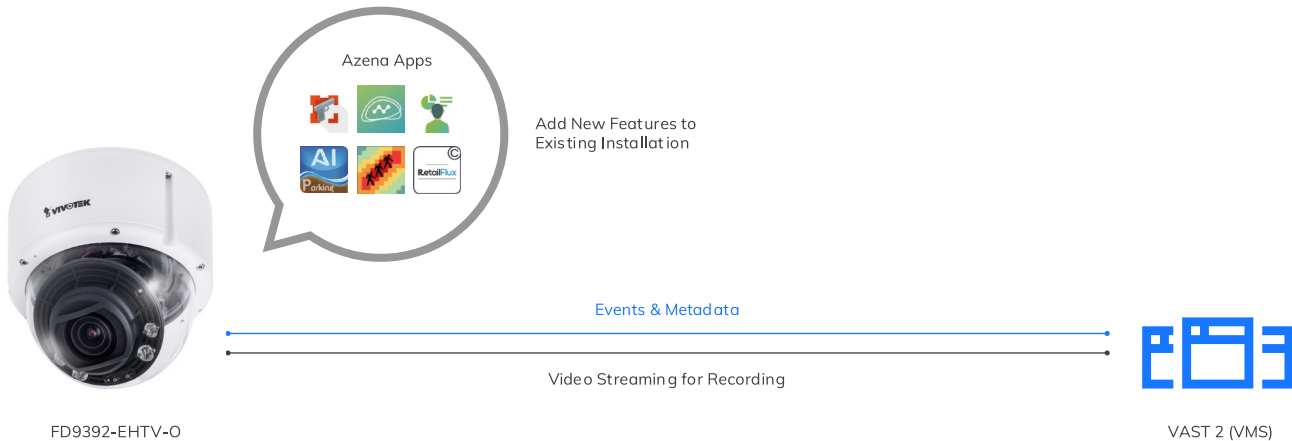 Azena Apps
AI
Parking
©
RetailFlux
Add New Features to
Existing Installation
VIVOTEK
Events & Metadata
Video Streaming for Recording
FD9392-EHTV-O
VAST 2 (VMS)